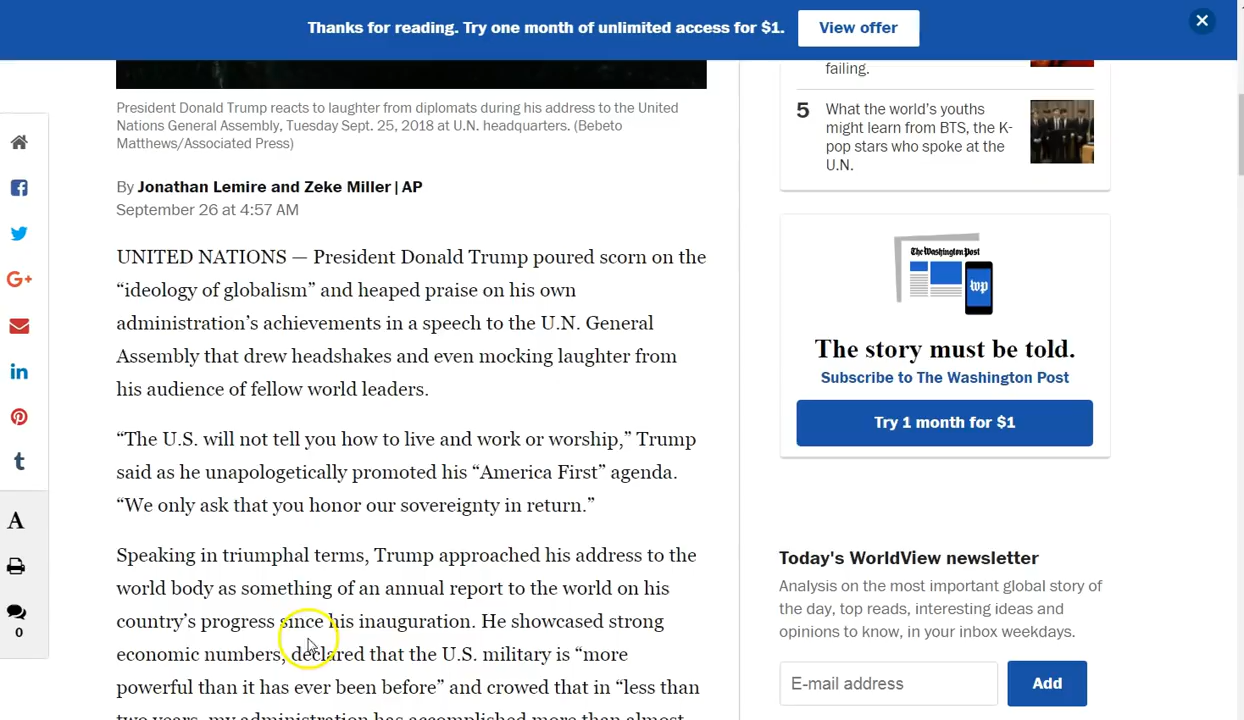 Thanks for reading. Try one month of unlimited access for $1.
View offer
President Donald Trump reacts to laughter from diplomats during his address to the United
Nations General Assembly, Tuesday Sept. 25, 2018 at U.N. headquarters. (Bebeto
Matthews/Associated Press)
By Jonathan Lemire and Zeke Miller | AP
September 26 at 4:57 AM
UNITED NATIONS — President Donald Trump poured scorn on the
“ideology of globalism” and heaped praise on his own
administration’s achievements in a speech to the U.N. General
Assembly that drew headshakes and even mocking laughter from
his audience of fellow world leaders.
“The U.S. will not tell you how to live and work or worship,” Trump
said as he unapologetically promoted his “America First” agenda.
“We only ask that you honor our sovereignty in return.”
Speaking in triumphal terms, Trump approached his address to the
world body as something of an annual report to the world on his
country’s progress since his inauguration. He showcased strong
economic numbers, declared that the U.S. military is “more
powerful than it has ever been before” and crowed that in “less than
two years, my administration has accomplished more than almost
A
0
failing.
5
What the world’s youths
might learn from BTS, the K-
pop stars who spoke at the
U.N.
The Washington Post
wp
The story must be told.
Subscribe to The Washington Post
Try 1 month for $1
Today's WorldView newsletter
Analysis on the most important global story of
the day, top reads, interesting ideas and
opinions to know, in your inbox weekdays.
E-mail address
Add